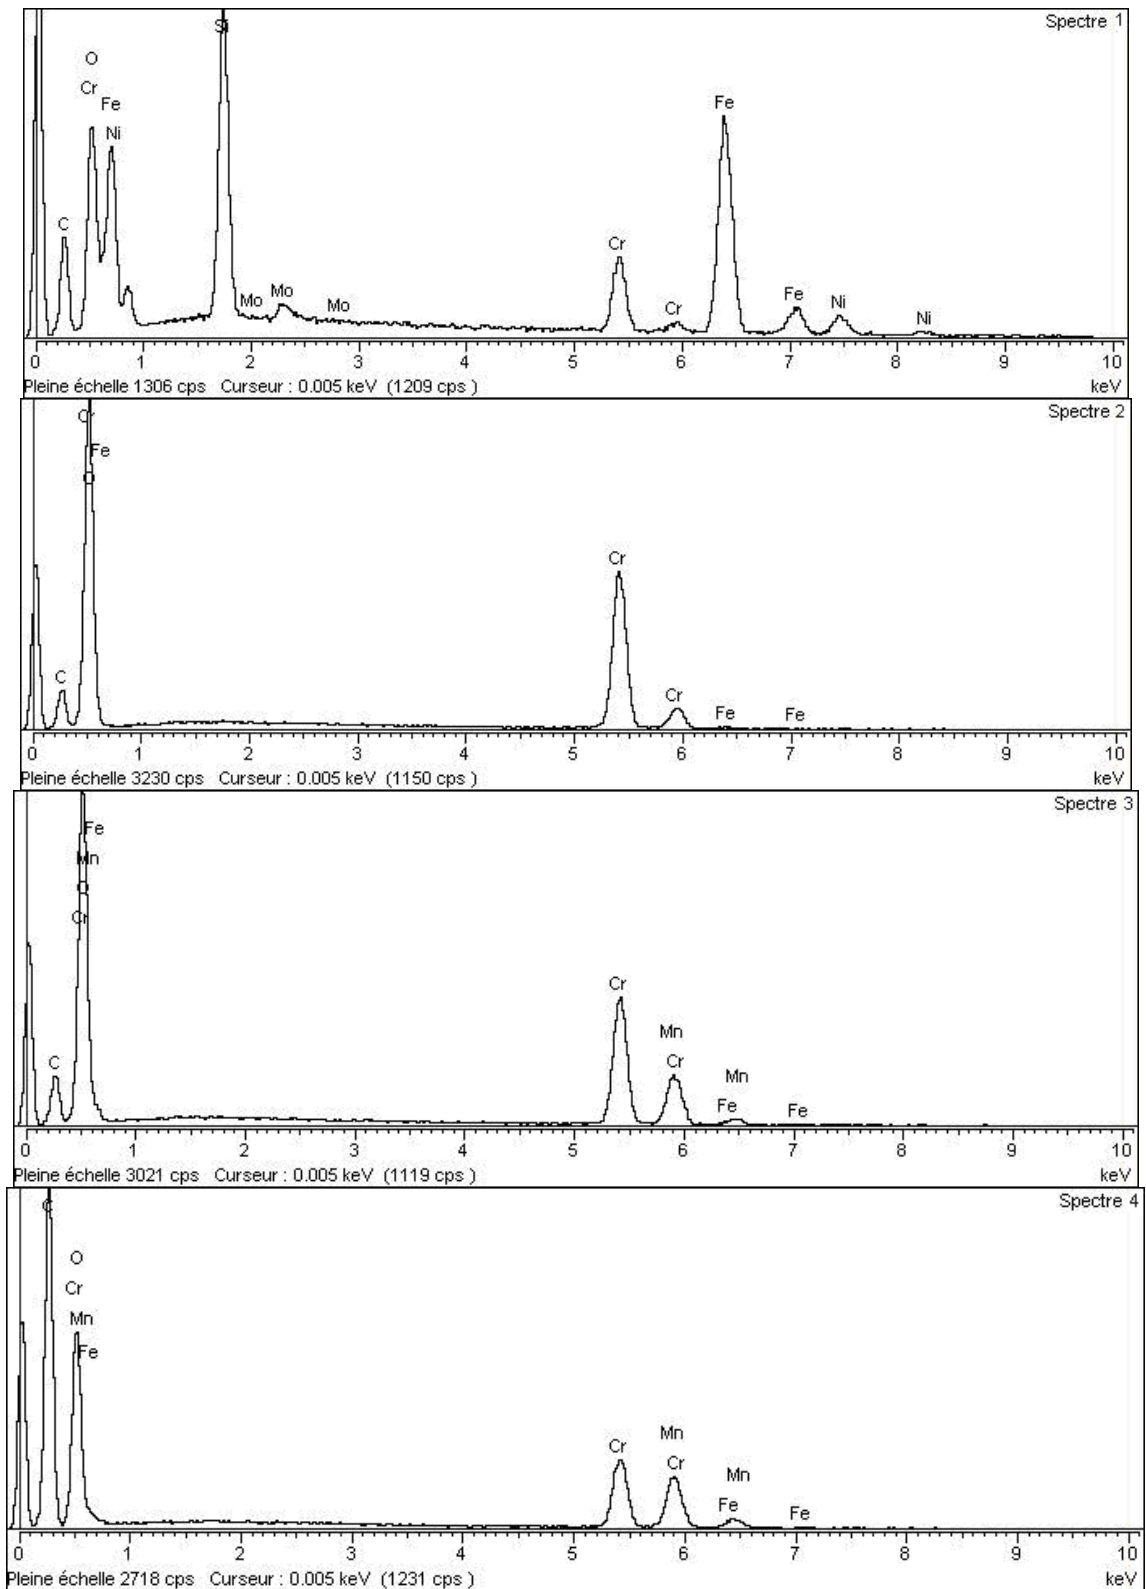 Spectre 1
Si
O
Cr Fe
Ni
Fe
C
Cr
Mo Mo Mo
Cr
Fe
Ni
Ni
0 1 2 3 4 5 6 7 8 9 10
Pleine échelle 1306 cps Curseur : 0.005 keV (1209 cps ) keV
Spectre 2
Cr
Fe
O
Cr
C
Cr
Fe
Fe
0 1 2 3 4 5 6 7 8 9 10
Pleine échelle 3230 cps Curseur : 0.005 keV (1150 cps ) keV
Spectre 3
Fe
Mn
O
Cr
Cr
Mn
C
Cr
Mn
Fe
Fe
0 1 2 3 4 5 6 7 8 9 10
Pleine échelle 3021 cps Curseur : 0.005 keV (1119 cps ) keV
Spectre 4
C
O
Cr
Mn
Fe
Mn
Cr
Cr
Mn
Fe
Fe
0 1 2 3 4 5 6 7 8 9 10
Pleine échelle 2718 cps Curseur : 0.005 keV (1231 cps ) keV